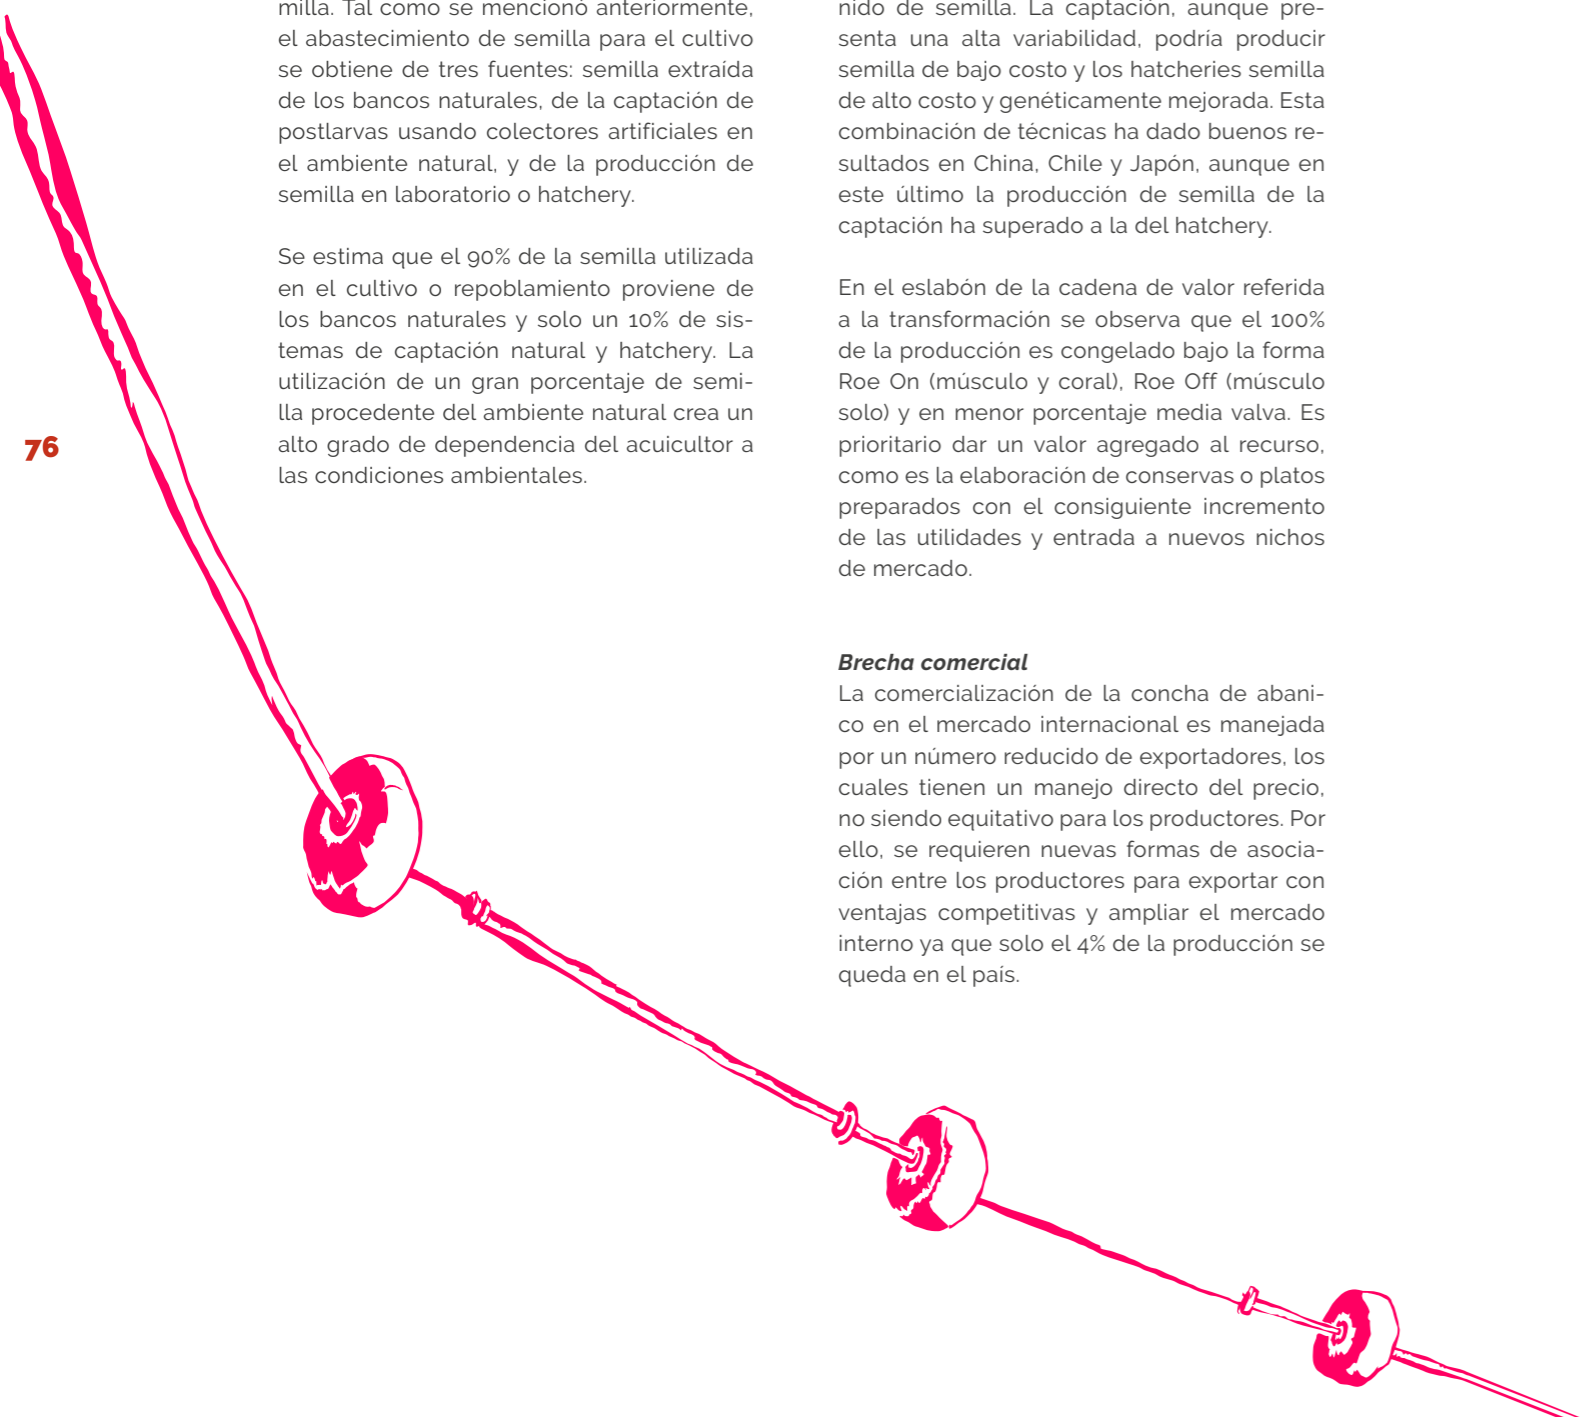 milla. Tal como se mencionó anteriormente,
el abastecimiento de semilla para el cultivo
se obtiene de tres fuentes: semilla extraída
de los bancos naturales, de la captación de
postlarvas usando colectores artificiales en
el ambiente natural, y de la producción de
semilla en laboratorio o hatchery.
Se estima que el 90% de la semilla utilizada
en el cultivo o repoblamiento proviene de
los bancos naturales y solo un 10% de sis-
temas de captación natural y hatchery. La
utilización de un gran porcentaje de semi-
lla procedente del ambiente natural crea un
alto grado de dependencia del acuicultor a
las condiciones ambientales.
76
nido de semilla. La captación, aunque pre-
senta una alta variabilidad, podría producir
semilla de bajo costo y los hatcheries semilla
de alto costo y genéticamente mejorada. Esta
combinación de técnicas ha dado buenos re-
sultados en China, Chile y Japón, aunque en
este último la producción de semilla de la
captación ha superado a la del hatchery.
En el eslabón de la cadena de valor referida
a la transformación se observa que el 100%
de la producción es congelado bajo la forma
Roe On (músculo y coral), Roe Off (músculo
solo) y en menor porcentaje media valva. Es
prioritario dar un valor agregado al recurso,
como es la elaboración de conservas o platos
preparados con el consiguiente incremento
de las utilidades y entrada a nuevos nichos
de mercado.
Brecha comercial
La comercialización de la concha de abani-
co en el mercado internacional es manejada
por un número reducido de exportadores, los
cuales tienen un manejo directo del precio,
no siendo equitativo para los productores. Por
ello, se requieren nuevas formas de asocia-
ción entre los productores para exportar con
ventajas competitivas y ampliar el mercado
interno ya que solo el 4% de la producción se
queda en el país.